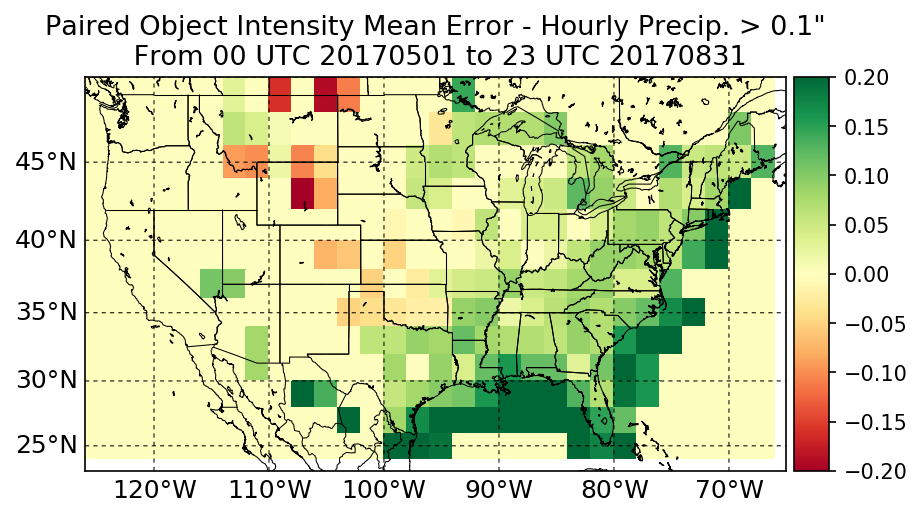 Paired Object Intensity Mean Error - Hourly Precip. > 0.1"
From 00 UTC 20170501 to 23 UTC 20170831
0.20
0.15
0.10
0.05
0.00
−0.05
−0.10
−0.15
−0.20
45°N
40°N
35°N
30°N
25°N
120°W 110°W 100°W 90°W 80°W 70°W